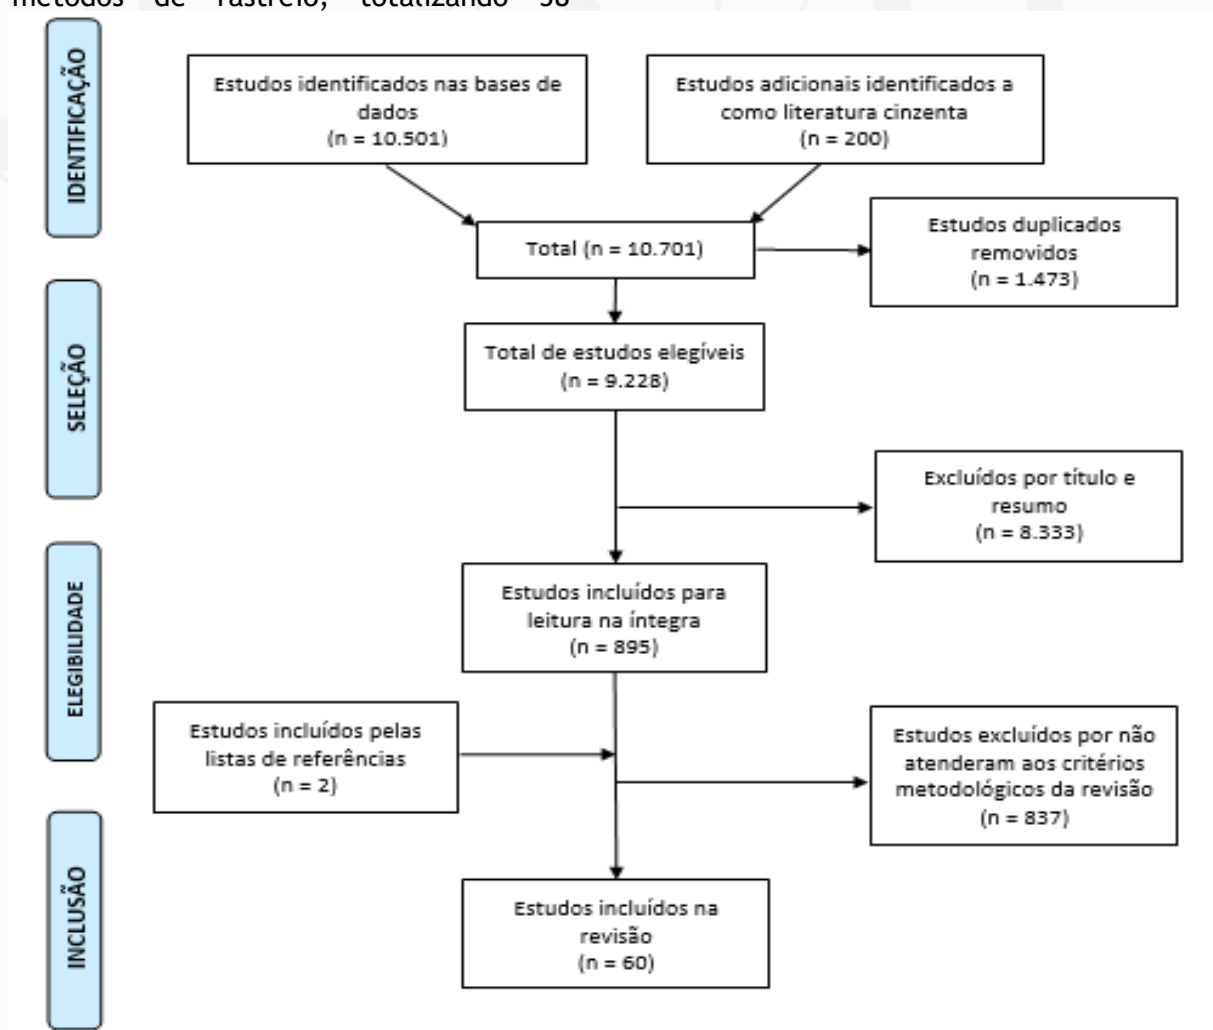 métodos de rastreio, totalizando 58
IDENTIFICAÇÃO
Estudos identificados nas bases de
dados
(n = 10.501)
Estudos adicionais identificados a
como literatura cinzenta
(n = 200)
Total (n = 10.701)
Estudos duplicados
removidos
(n = 1.473)
SELEÇÃO
Total de estudos elegíveis
(n = 9.228)
Excluídos por título e
resumo
(n = 8.333)
ELEGIBILIDADE
Estudos incluídos para
leitura na íntegra
(n = 895)
Estudos incluídos pelas
listas de referências
(n = 2)
Estudos excluídos por não
atenderam aos critérios
metodológicos da revisão
(n = 837)
INCLUSÃO
Estudos incluídos na
revisão
(n = 60)